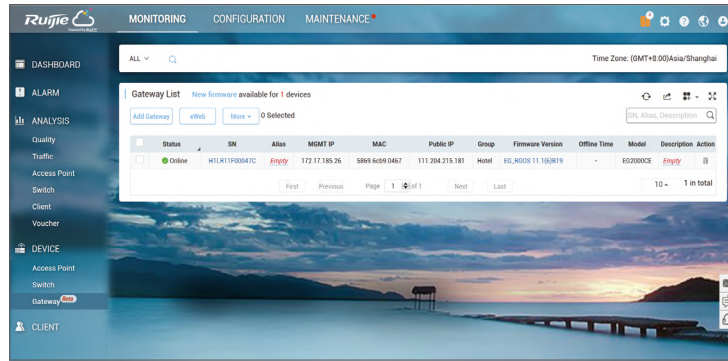 Ruijie
Powered by MACC
MONITORING CONFIGURATION MAINTENANCE
DASHBOARD
ALARM
ANALYSIS
Quality
Traffic
Access Point
Switch
Client
Voucher
DEVICE
Access Point
Switch
Gateway Beta
CLIENT
ALL
Time Zone: (GMT+8:00)Asia/Shanghai
Gateway List New firmware available for 1 devices
Add Gateway eWeb More 0 Selected
SN, Alias, Description
Status SN Alias MGMT IP MAC Public IP Group Firmware Version Offline Time Model Description Action
Online H1LR11F00047C Empty 172.17.185.26 5869.6cb9.0467 111.204.215.181 Hotel EG_RGOS 11.1(6)B19 - EG2000CE Empty
First Previous Page 1 of 1 Next Last 10 1 in total